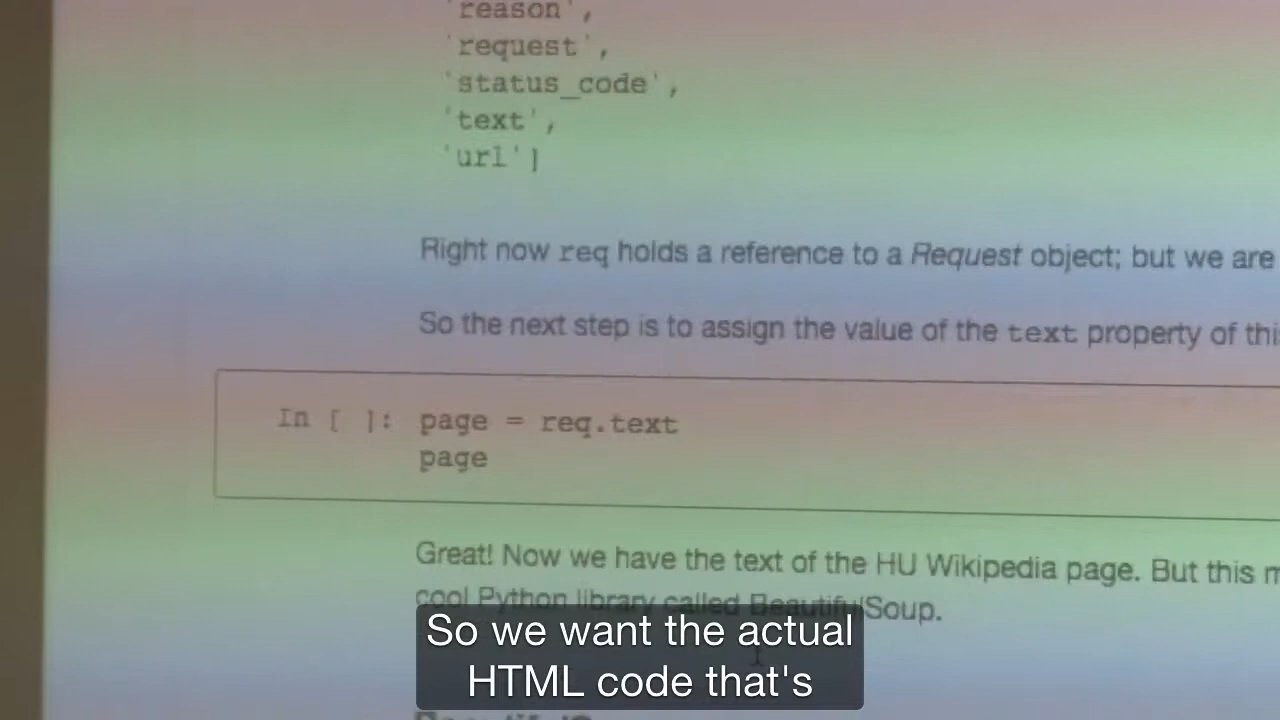 'reason',
'request',
'status_code',
'text',
'url']
Right now req holds a reference to a Request object; but we are
So the next step is to assign the value of the text property of
In [ ]: page = req.text
page
Great! Now we have the text of the HU Wikipedia page. But this
cool Python library called BeautifulSoup.
So we want the actual
HTML code that's